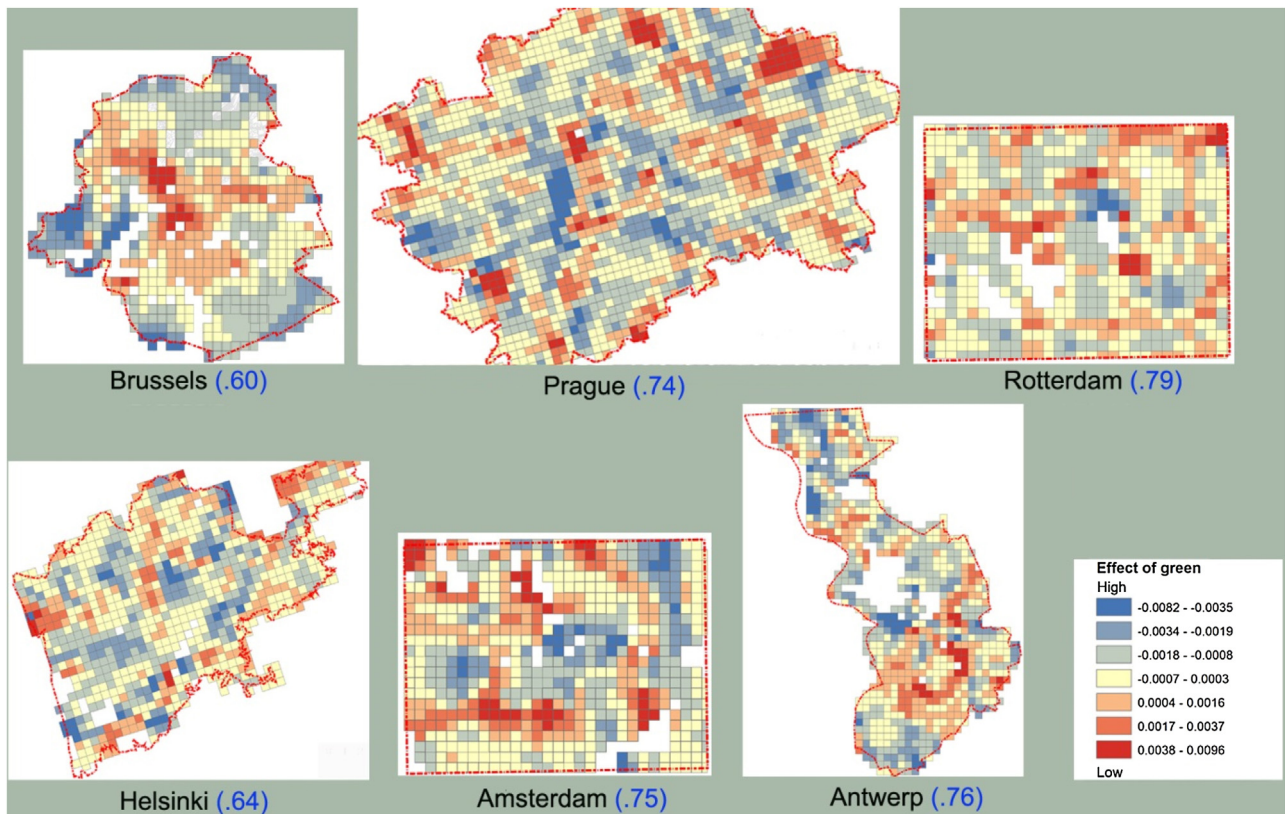 Brussels (.60)
Prague (.74)
Rotterdam (.79)
Helsinki (.64)
Amsterdam (.75)
Antwerp (.76)
Effect of green
High
-0.0082 - -0.0035
-0.0034 - -0.0019
-0.0018 - -0.0008
-0.0007 - 0.0003
0.0004 - 0.0016
0.0017 - 0.0037
0.0038 - 0.0096
Low